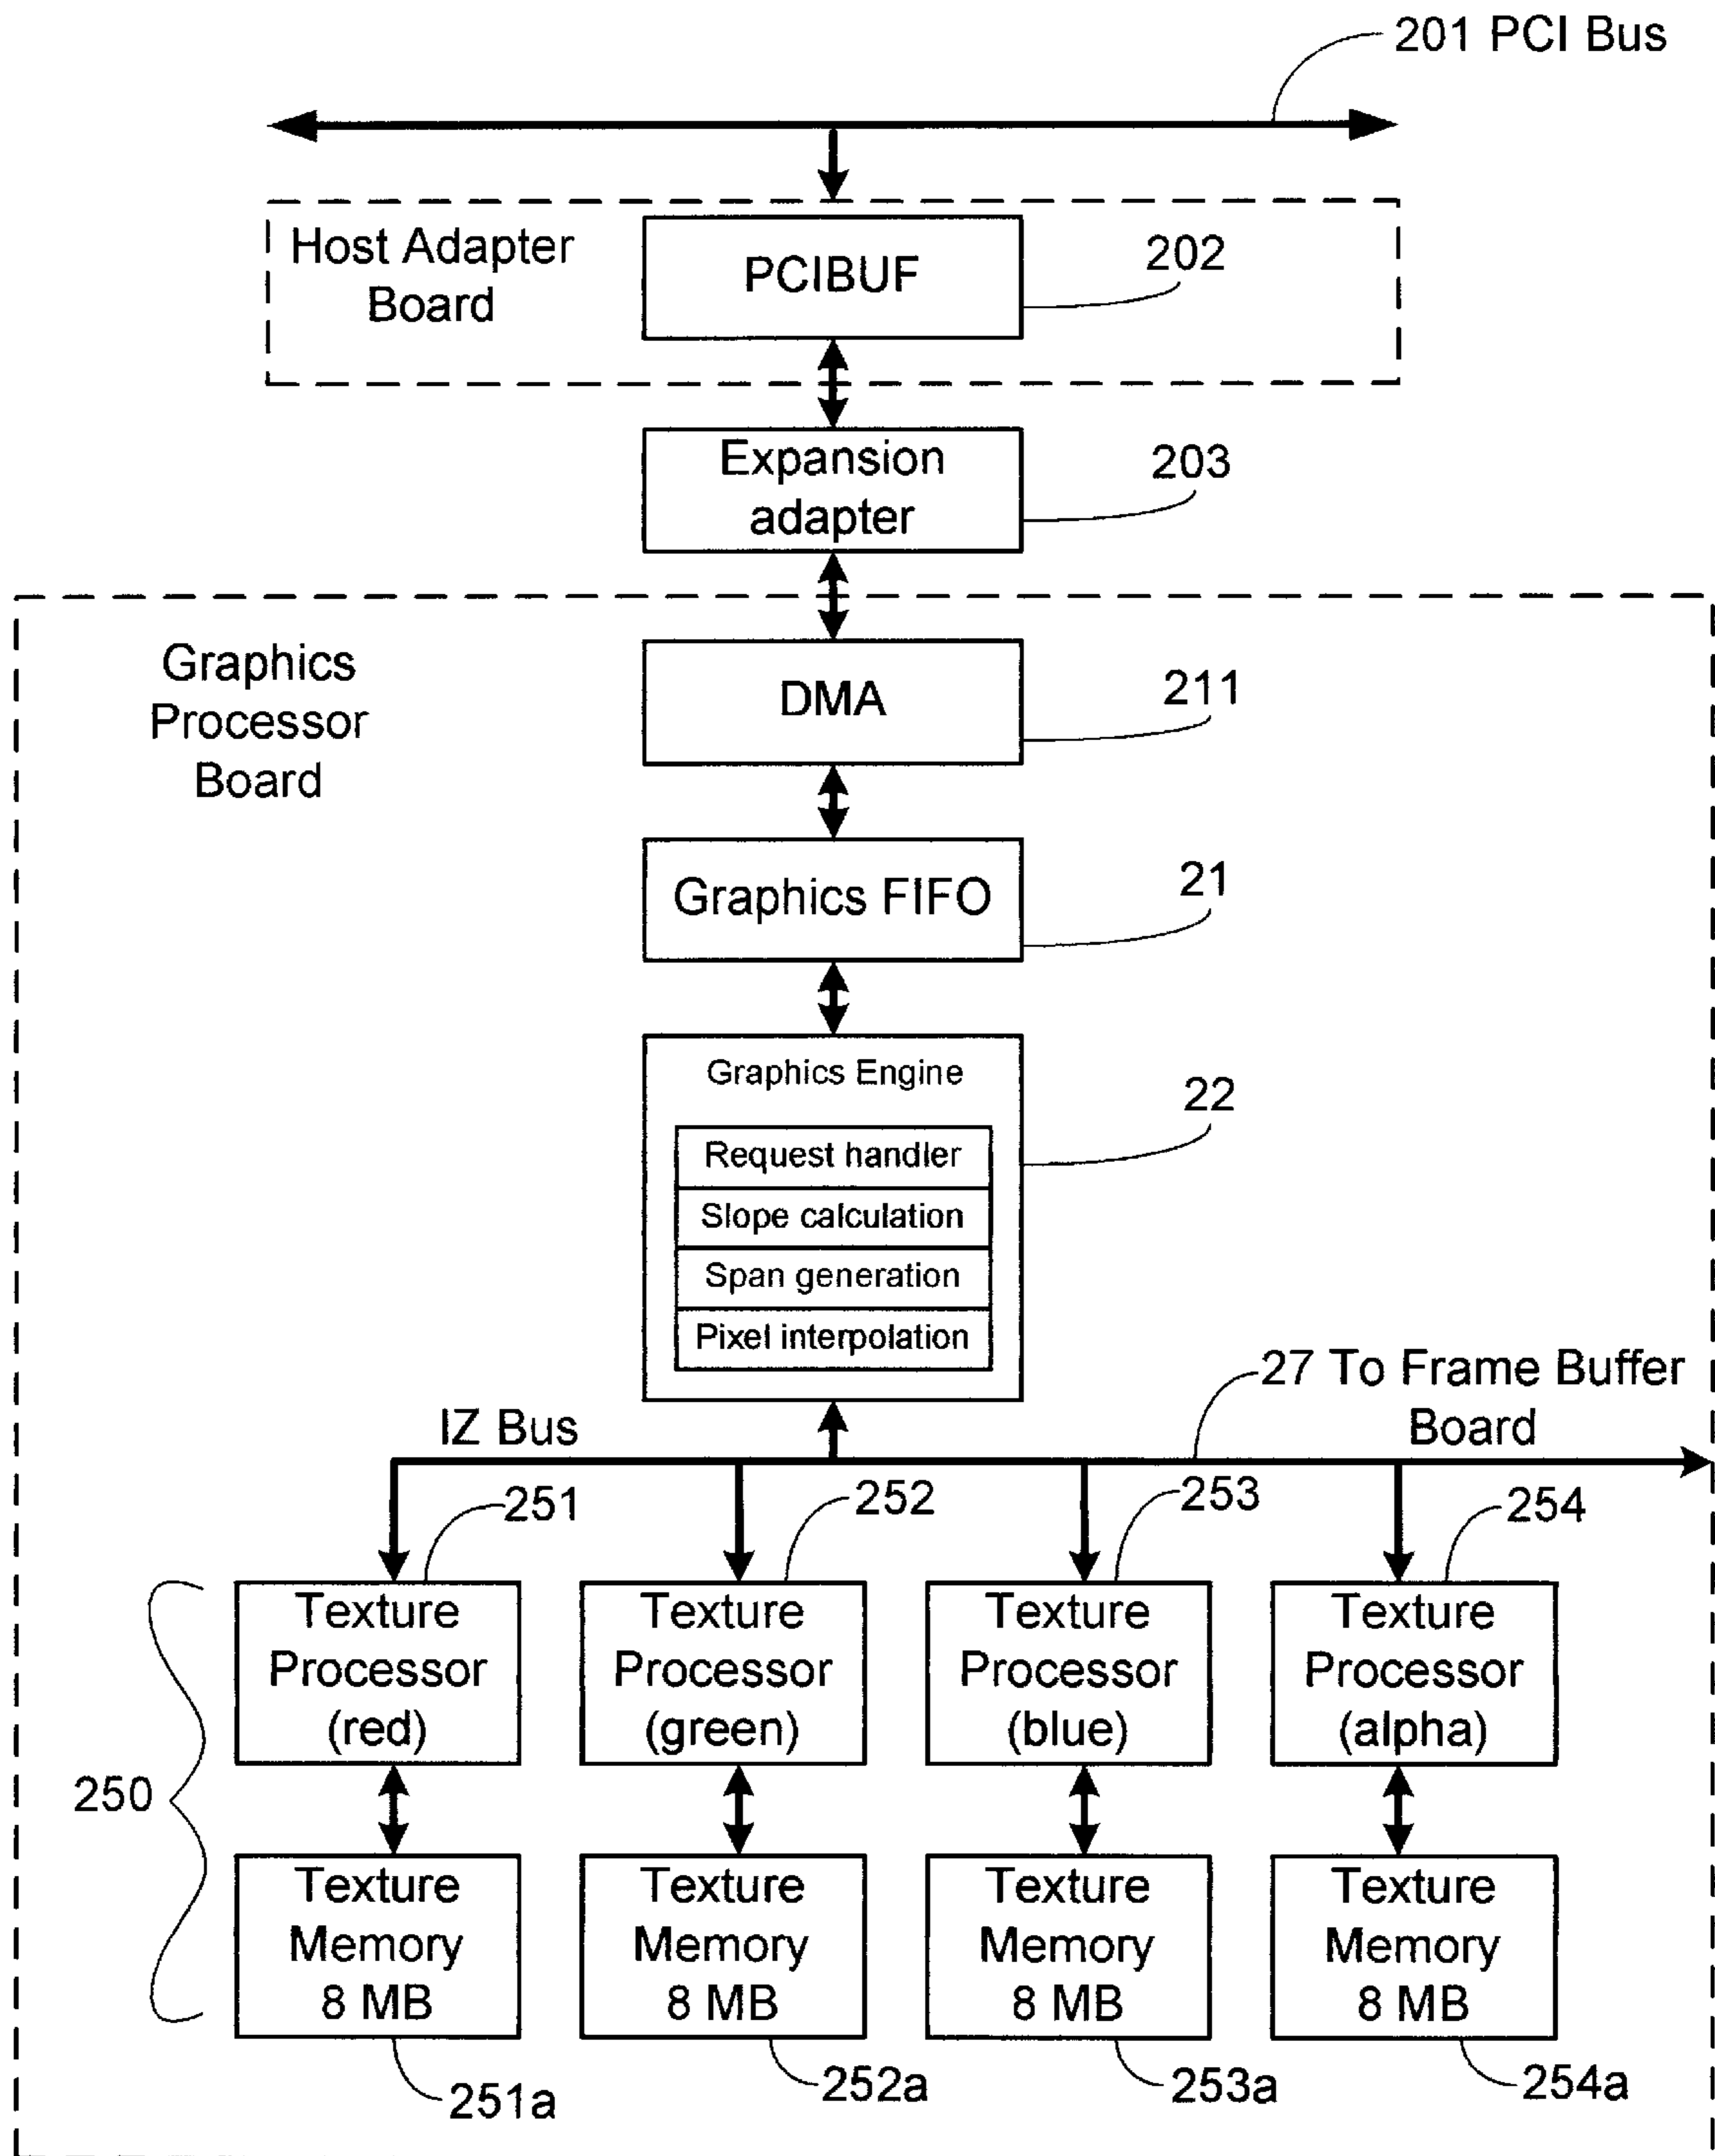 201 PCI Bus
Host Adapter
Board
PCIBUF
202
Expansion
adapter
203
Graphics
Processor
Board
DMA
211
Graphics FIFO
21
Graphics Engine
22
Request handler
Slope calculation
Span generation
Pixel interpolation
27 To Frame Buffer
Board
IZ Bus
251
252
253
254
Texture
Processor
(red)
Texture
Processor
(green)
Texture
Processor
(blue)
Texture
Processor
(alpha)
250
Texture
Memory
8 MB
Texture
Memory
8 MB
Texture
Memory
8 MB
Texture
Memory
8 MB
251a
252a
253a
254a